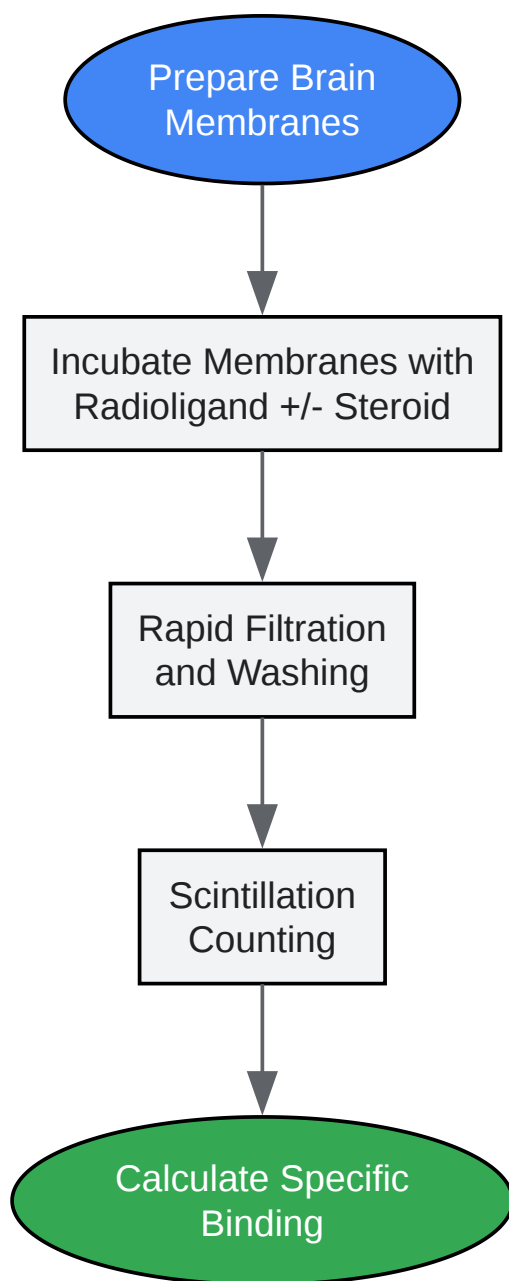 Prepare Brain
Membranes
Incubate Membranes with
Radioligand +/- Steroid
Rapid Filtration
and Washing
Scintillation
Counting
Calculate Specific
Binding